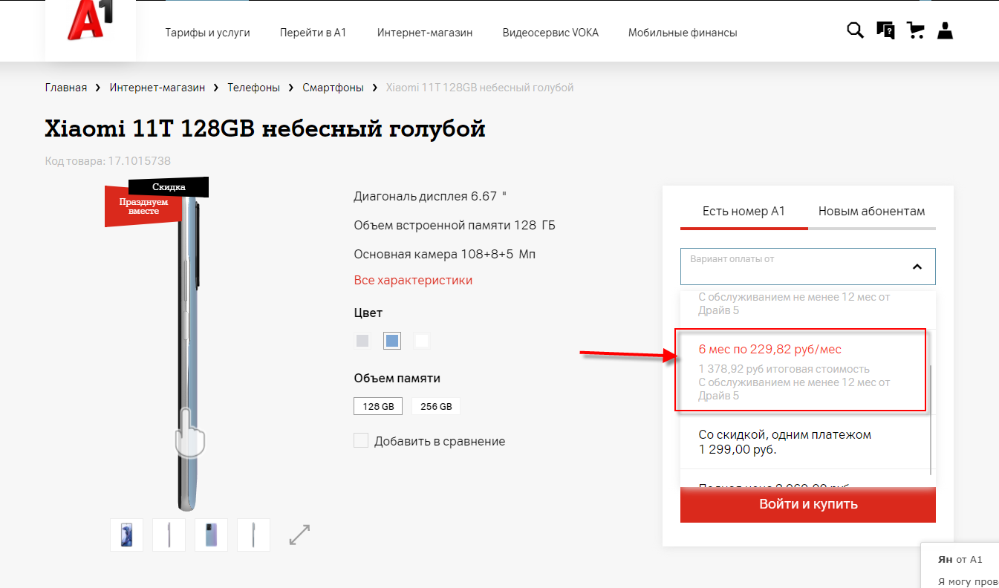 A1
Тарифы и услуги
Перейти в А1
Интернет-магазин
Видеосервис VOKA
Мобильные финансы
Главная
Интернет-магазин
Телефоны
Смартфоны
Xiaomi 11T 128GB небесный голубой
Xiaomi 11T 128GB небесный голубой
Код товара: 17.1015738
Скидка
Празднуем
вместе
Диагональ дисплея 6.67 "
Объем встроенной памяти 128 ГБ
Основная камера 108+8+5 Мп
Все характеристики
Цвет
Объем памяти
128 GB
256 GB
Добавить в сравнение
Есть номер А1
Новым абонентам
Вариант оплаты от
С обслуживанием не менее 12 мес от
Драйв 5
6 мес по 229,82 руб/мес
1 378,92 руб итоговая стоимость
С обслуживанием не менее 12 мес от
Драйв 5
Со скидкой, одним платежом
1 299,00 руб.
Войти и купить
Ян от А1
Я могу пров